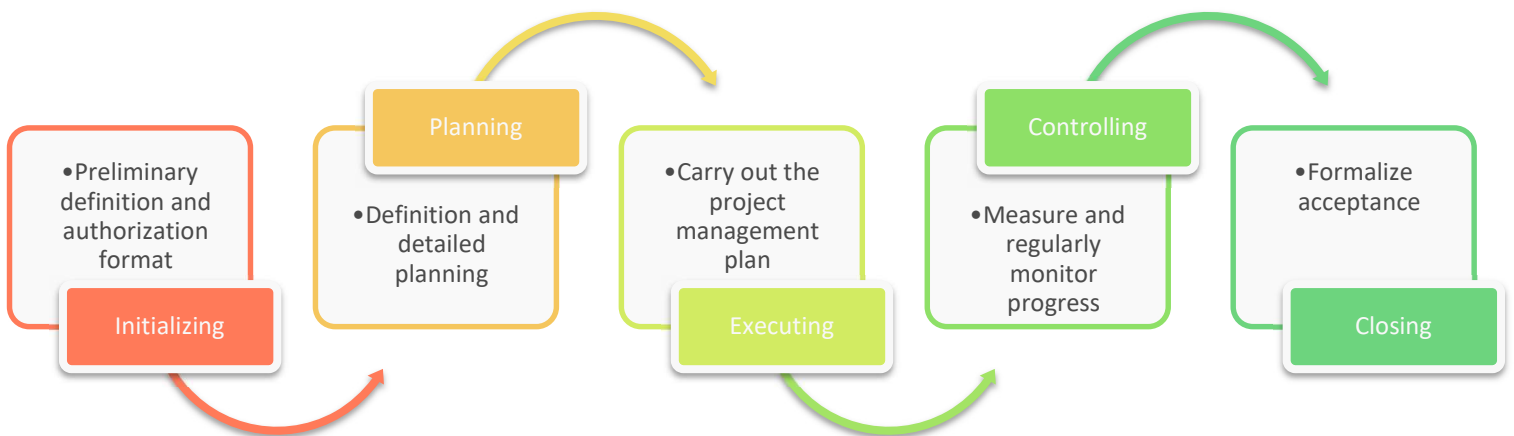 •Preliminary
definition and
authorization
format
Initializing
Planning
•Definition and
detailed
planning
•Carry out the
project
management
plan
Executing
Controlling
•Measure and
regularly
monitor
progress
•Formalize
acceptance
Closing